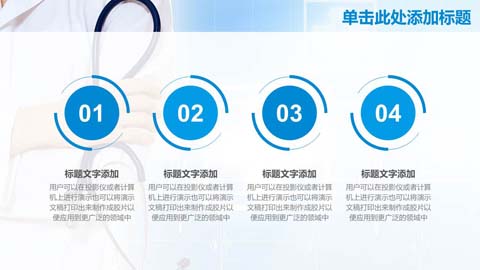 单击此处添加标题
01
02
03
04
标题文字添加
用户可以在投影仪或者计算
机上进行演示也可以将演示
文稿打印出来制作成胶片以
便应用到更广泛的领域中
标题文字添加
用户可以在投影仪或者计算
机上进行演示也可以将演示
文稿打印出来制作成胶片以
便应用到更广泛的领域中
标题文字添加
用户可以在投影仪或者计算
机上进行演示也可以将演示
文稿打印出来制作成胶片以
便应用到更广泛的领域中
标题文字添加
用户可以在投影仪或者计算
机上进行演示也可以将演示
文稿打印出来制作成胶片以
便应用到更广泛的领域中